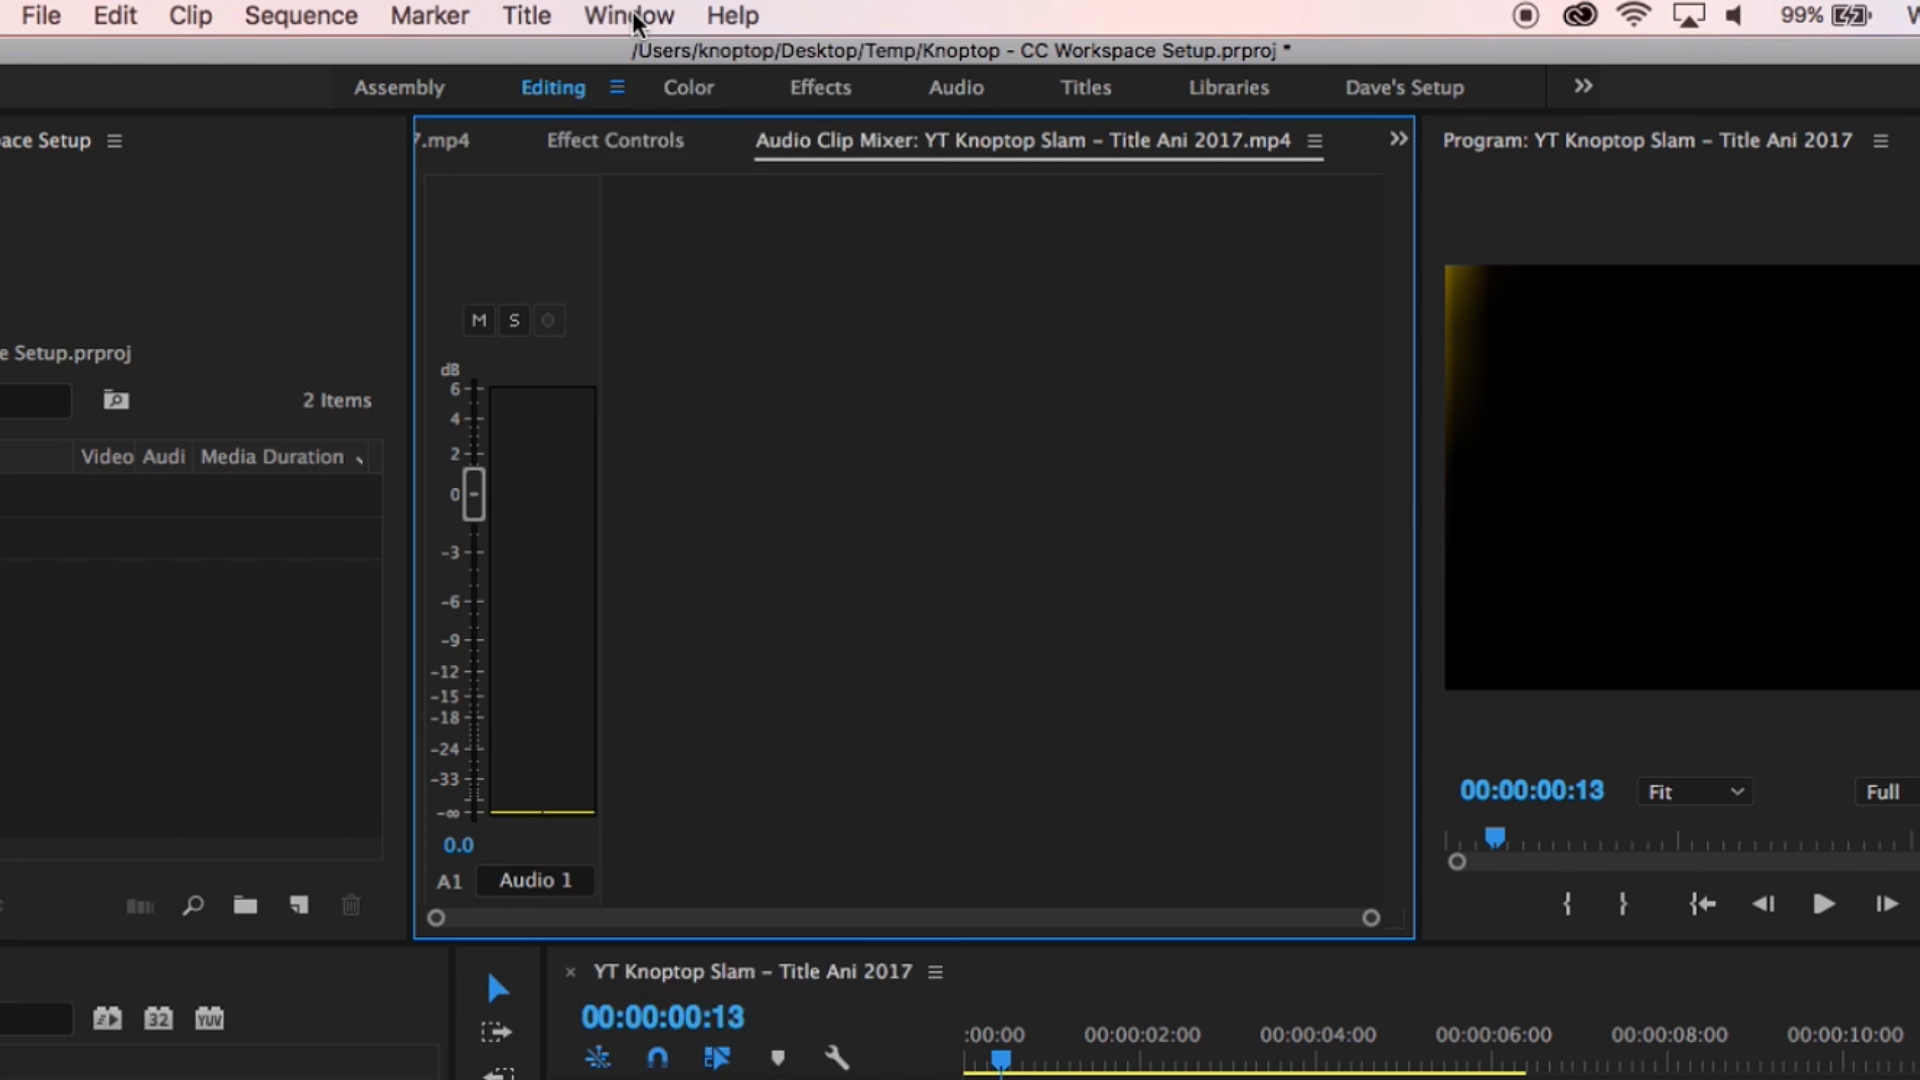 File Edit Clip Sequence Marker Title Window Help 99%
/Users/knoptop/Desktop/Temp/Knoptop - CC Workspace Setup.prproj *
Assembly Editing Color Effects Audio Titles Libraries Dave's Setup
ace Setup
7.mp4 Effect Controls Audio Clip Mixer: YT Knoptop Slam – Title Ani 2017.mp4
Program: YT Knoptop Slam – Title Ani 2017
M S
e Setup.prproj
2 Items
Video Audi Media Duration
dB
6
4
2
0
-3
-6
-9
-12
-15
-18
-24
-33
-∞
0.0
A1 Audio 1
00:00:00:13 Fit Full
{ } {
YT Knoptop Slam – Title Ani 2017
32 YUV
00:00:00:13
:00:00 00:00:02:00 00:00:04:00 00:00:06:00 00:00:08:00 00:00:10:00